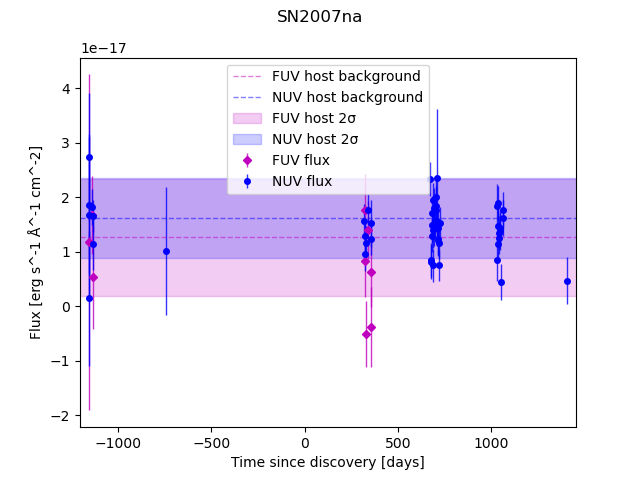 SN2007na
1e−17
FUV host background
NUV host background
FUV host 2σ
NUV host 2σ
FUV flux
NUV flux
4
3
2
1
0
−1
−2
Flux [erg s^-1 Å^-1 cm^-2]
−1000
−500
0
500
1000
Time since discovery [days]